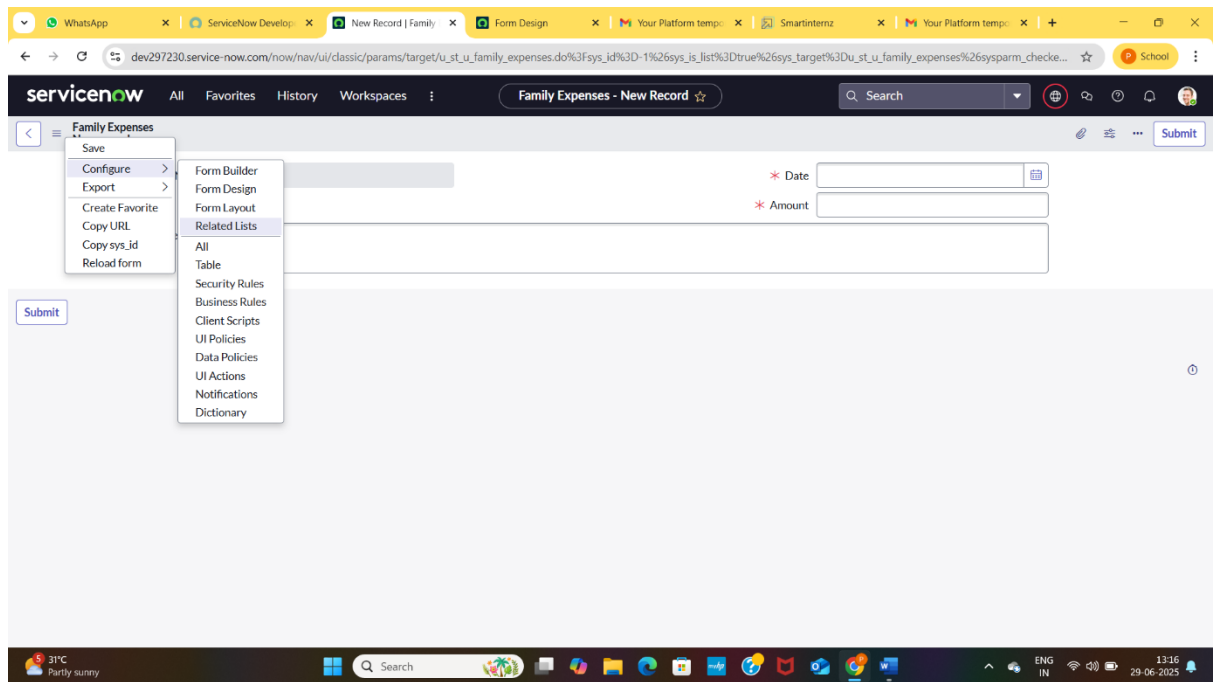 WhatsApp
ServiceNow Develop
New Record | Family
Form Design
Your Platform tempo
Smartinternz
Your Platform tempo
dev297230.service-now.com/now/nav/ui/classic/params/target/u_st_u_family_expenses.do%3Fsys_id%3D-1%26sys_is_list%3Dtrue%26sys_target%3Du_st_u_family_expenses%26sysparm_checke...
P School
servicenow All Favorites History Workspaces Family Expenses - New Record Search
Family Expenses
Submit
Save
Configure
Export
Create Favorite
Copy URL
Copy sys_id
Reload form
Form Builder
Form Design
Form Layout
Related Lists
All
Table
Security Rules
Business Rules
Client Scripts
UI Policies
Data Policies
UI Actions
Notifications
Dictionary
* Date
* Amount
Submit
5 31°C
Partly sunny
Search
ENG
IN
13:16
29-06-2025